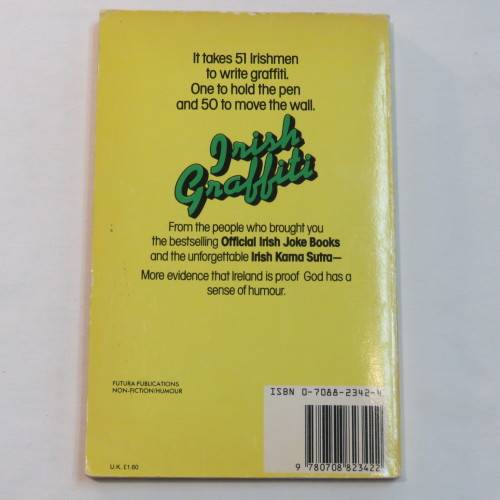 It takes 51 Irishmen
to write graffiti.
One to hold the pen
and 50 to move the wall.
Irish
Graffiti
From the people who brought you
the bestselling Official Irish Joke Books
and the unforgettable Irish Kama Sutra—
More evidence that Ireland is proof God has a
sense of humour.
FUTURA PUBLICATIONS
NON-FICTION/HUMOUR
ISBN 0-7088-2342-4
9 780708 823422
U.K. £1.60